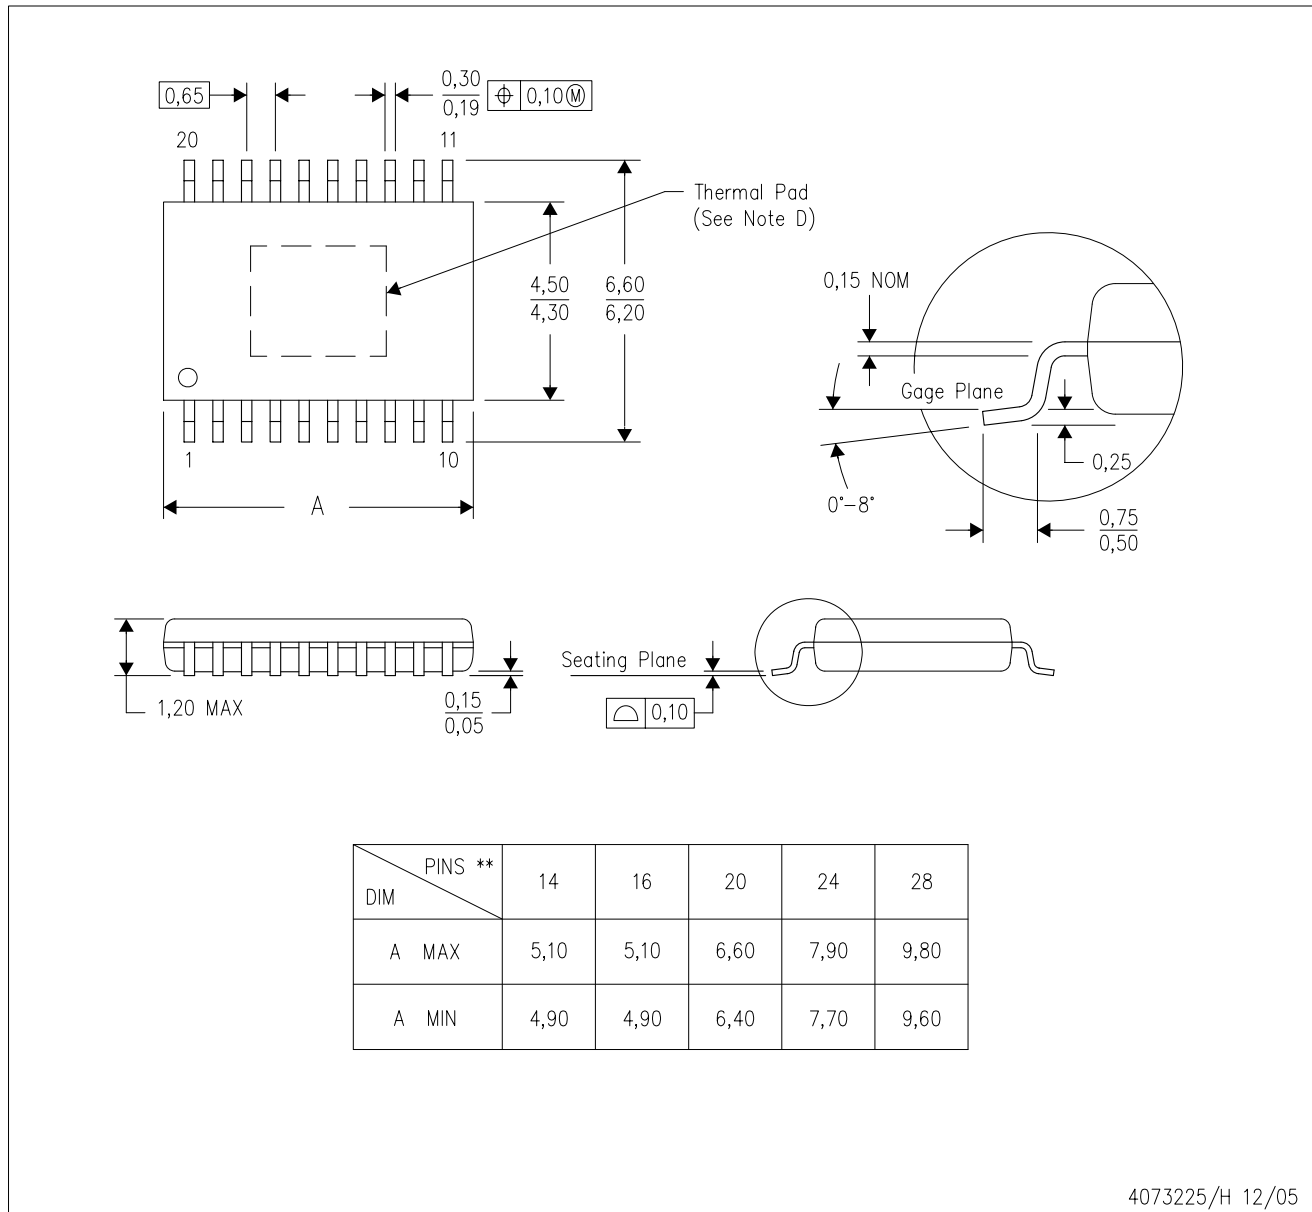 0,65
0,30
0,19
0,10 Ⓜ
20
11
Thermal Pad
(See Note D)
4,50
4,30
6,60
6,20
1
10
A
0,15 NOM
Gage Plane
0,25
0°–8°
0,75
0,50
1,20 MAX
0,15
0,05
Seating Plane
0,10
PINS **
DIM
14
16
20
24
28
A MAX
5,10
5,10
6,60
7,90
9,80
A MIN
4,90
4,90
6,40
7,70
9,60
4073225/H 12/05